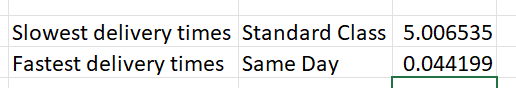 Slowest delivery times Standard Class 5.006535
Fastest delivery times Same Day 0.044199